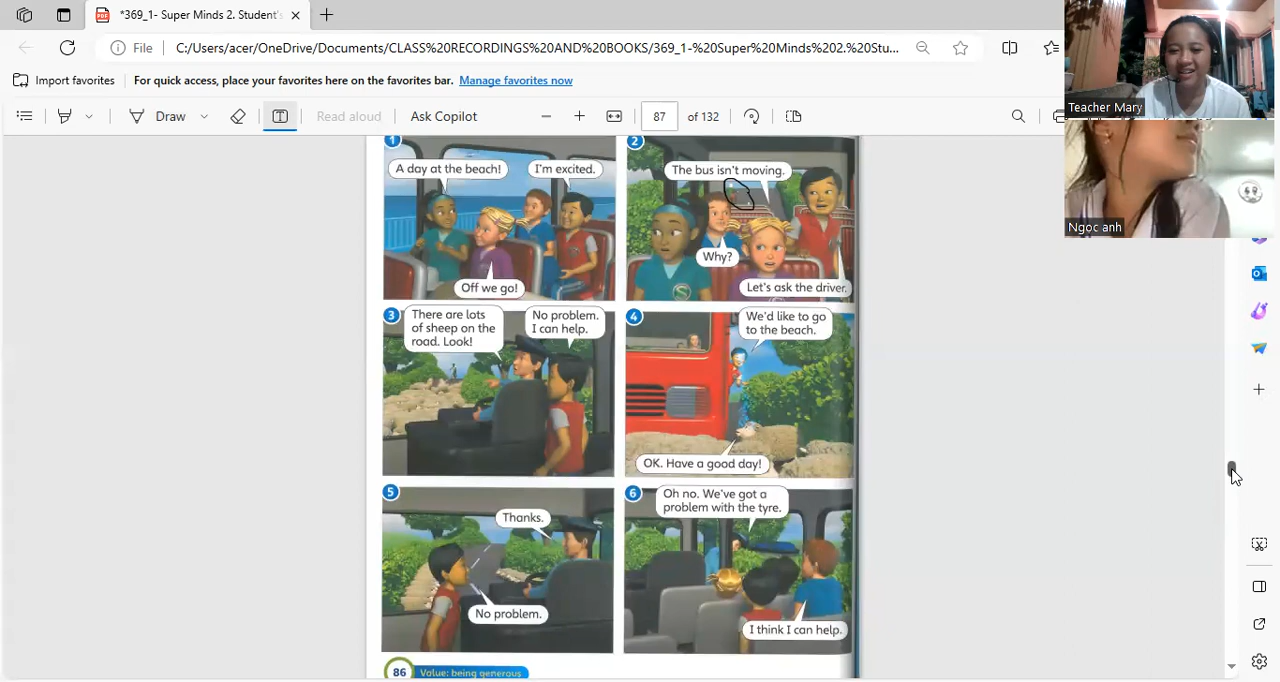 *369_1- Super Minds 2. Student's
File
C:/Users/acer/OneDrive/Documents/CLASS%20RECORDINGS%20AND%20BOOKS/369_1-%20Super%20Minds%202.%20Stu...
Import favorites
For quick access, place your favorites here on the favorites bar. Manage favorites now
Draw
Read aloud
Ask Copilot
87 of 132
Teacher Mary
Ngoc anh
1
A day at the beach!
I'm excited.
Off we go!
2
The bus isn't moving.
Why?
Let's ask the driver.
3
There are lots
of sheep on the
road. Look!
No problem.
I can help.
4
We'd like to go
to the beach.
OK. Have a good day!
5
Thanks.
No problem.
6
Oh no. We've got a
problem with the tyre.
I think I can help.
86 Value: being generous